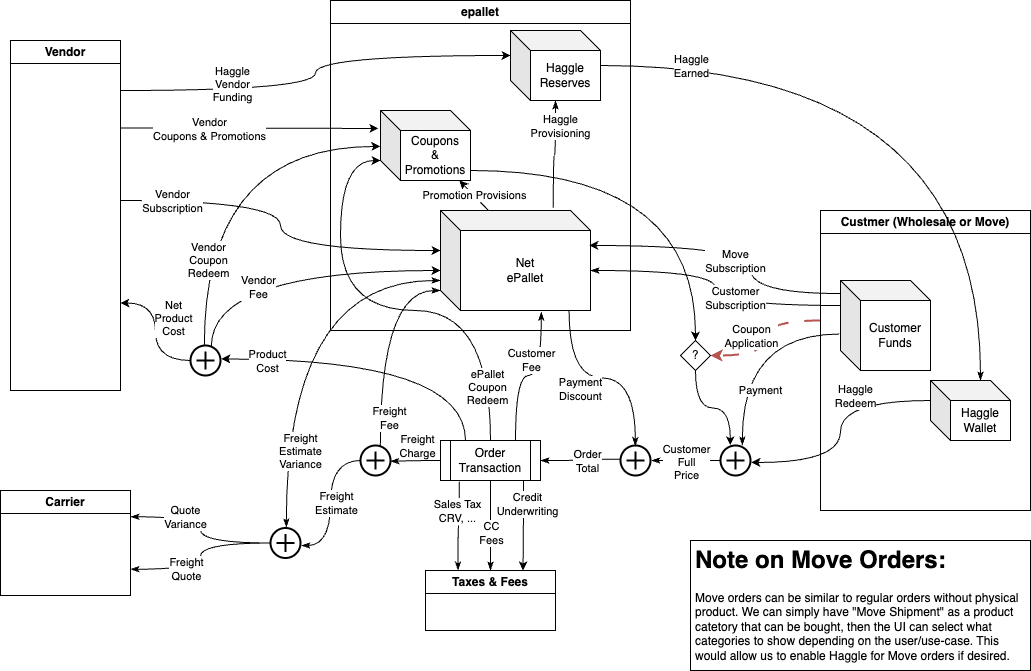 epallet
Vendor
Haggle
Vendor
Funding
Haggle
Reserves
Haggle
Earned
Vendor
Coupons & Promotions
Coupons
&
Promotions
Haggle
Provisioning
Promotion Provisions
Vendor
Subscription
Custmer (Wholesale or Move)
Vendor
Coupon
Redeem
Vendor
Fee
Net
ePallet
Move
Subscription
Customer
Subscription
Net
Product
Cost
Coupon
Application
Customer
Funds
?
Product
Cost
ePallet
Coupon
Redeem
Customer
Fee
Payment
Discount
Payment
Haggle
Redeem
Haggle
Wallet
Freight
Fee
Freight
Estimate
Variance
Freight
Charge
Order
Transaction
Order
Total
Customer
Full
Price
Carrier
Quote
Variance
Freight
Estimate
Sales Tax
CRV, ...
CC
Fees
Credit
Underwriting
Freight
Quote
Taxes & Fees
Note on Move Orders:
Move orders can be similar to regular orders without physical
product. We can simply have "Move Shipment" as a product
catetory that can be bought, then the UI can select what
categories to show depending on the user/use-case. This
would allow us to enable Haggle for Move orders if desired.